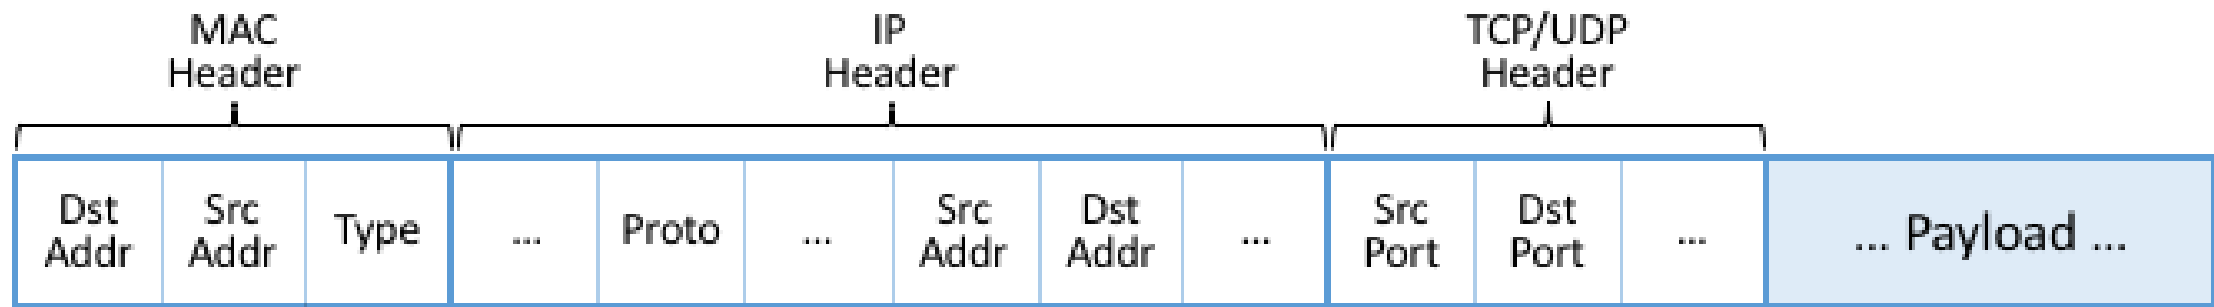 MAC
Header
IP
Header
TCP/UDP
Header
Dst
Addr
Src
Addr
Type
...
Proto
...
Src
Addr
Dst
Addr
...
Src
Port
Dst
Port
...
... Payload ...